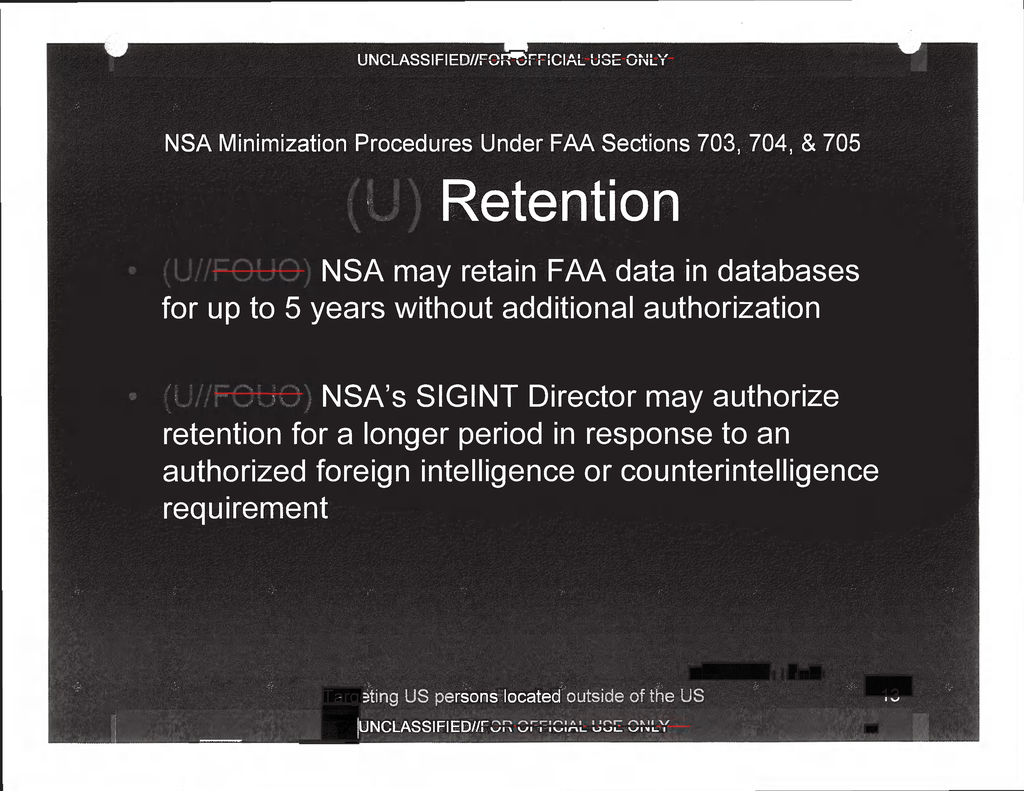 UNCLASSIFIED//FOR OFFICIAL USE ONLY
NSA Minimization Procedures Under FAA Sections 703, 704, & 705
(U) Retention
• (U//FOUO) NSA may retain FAA data in databases
for up to 5 years without additional authorization
• (U//FOUO) NSA's SIGINT Director may authorize
retention for a longer period in response to an
authorized foreign intelligence or counterintelligence
requirement
Targeting US persons located outside of the US
13
UNCLASSIFIED//FOR OFFICIAL USE ONLY